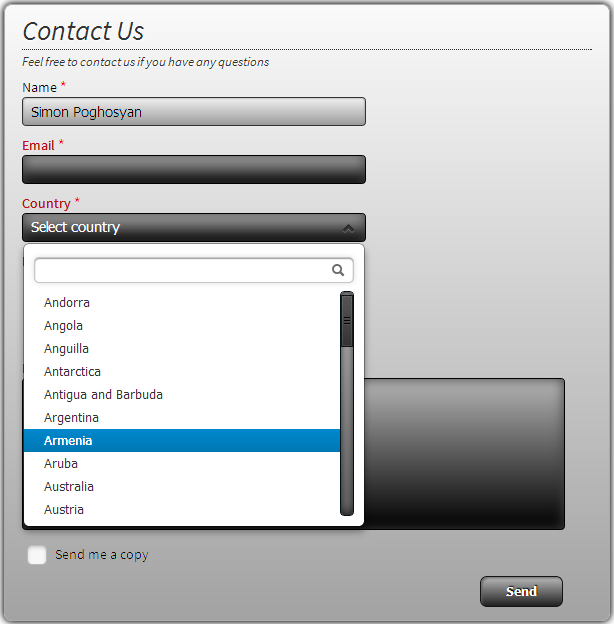 Contact Us
Feel free to contact us if you have any questions
Name *
Simon Poghosyan
Email *
Country *
Select country
Andorra
Angola
Anguilla
Antarctica
Antigua and Barbuda
Argentina
Armenia
Aruba
Australia
Austria
Send me a copy
Send